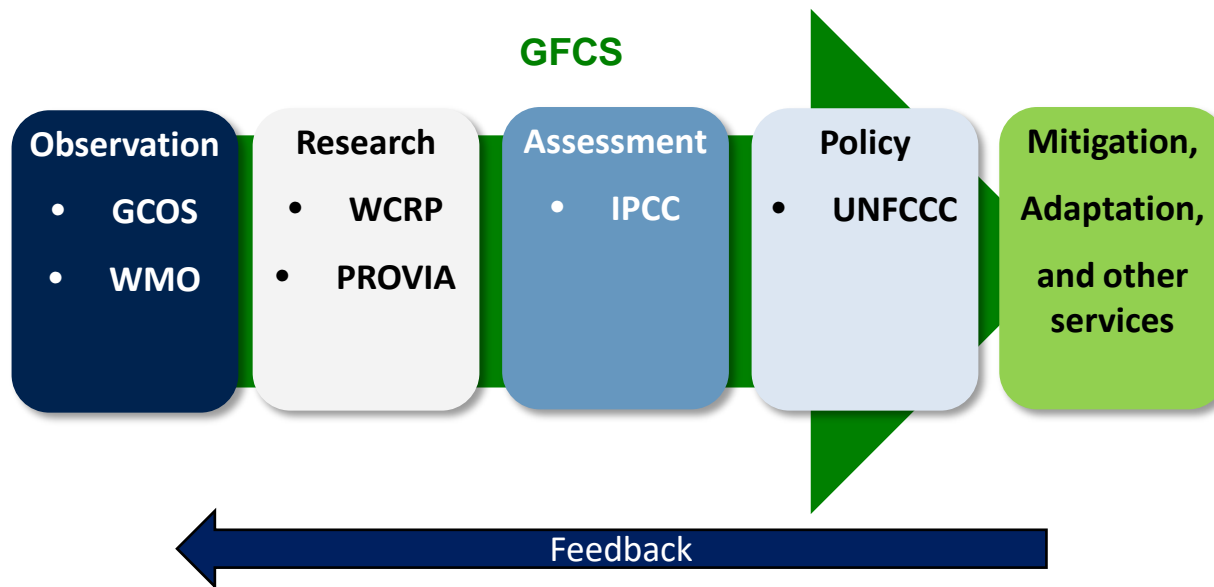 GFCS
Observation
• GCOS
• WMO
Research
• WCRP
• PROVIA
Assessment
• IPCC
Policy
• UNFCCC
Mitigation,
Adaptation,
and other
services
Feedback